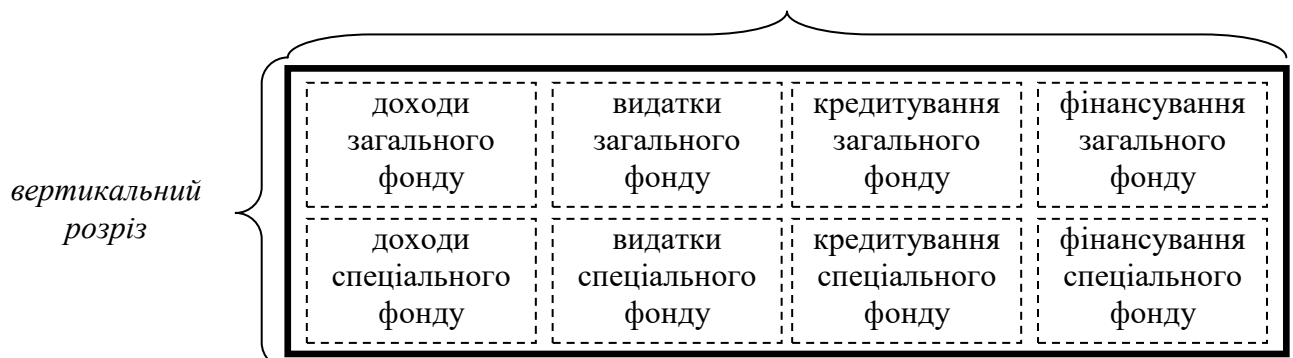 вертикальний
розріз
доходи
загального
фонду
видатки
загального
фонду
кредитування
загального
фонду
фінансування
загального
фонду
доходи
спеціального
фонду
видатки
спеціального
фонду
кредитування
спеціального
фонду
фінансування
спеціального
фонду